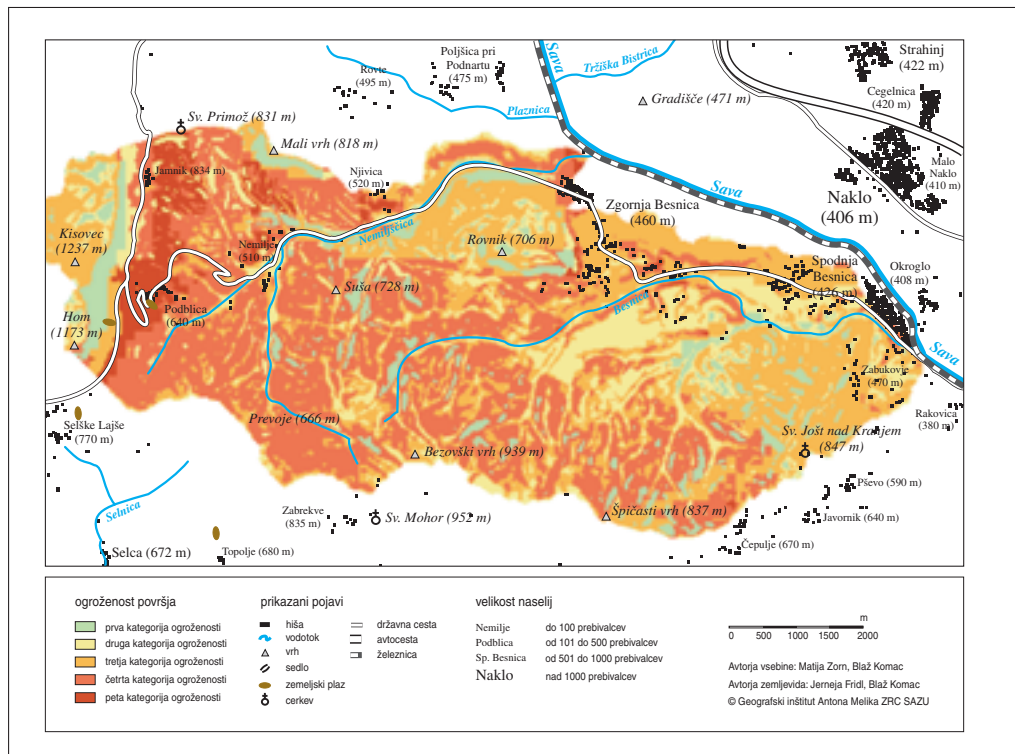 Strahinj
(422 m)
Cegelnica
(420 m)
Poljšica pri
Podnartu
(475 m)
Rovte
(495 m)
Sava
Tržiška Bistrica
Plaznica
Gradišče (471 m)
Sv. Primož (831 m)
Mali vrh (818 m)
Jamnik (834 m)
Njivica
(520 m)
Malo
Naklo
(410 m)
Naklo
(406 m)
Sava
Zgornja Besnica
(460 m)
Kisovec
(1237 m)
Nemilje
(510 m)
Nemiljščica
Rovnik (706 m)
Spodnja
Besnica
(426 m)
Okroglo
(408 m)
Suša (728 m)
Podblica
(640 m)
Besnica
Hom
(1173 m)
Sava
Zabukovje
(470 m)
Rakovica
(380 m)
Prevoje (666 m)
Selške Lajše
(770 m)
Sv. Jošt nad Kranjem
(847 m)
Bezovški vrh (939 m)
Pševo (590 m)
Selnica
Zabrekve
(835 m)
Sv. Mohor (952 m)
Špičasti vrh (837 m)
Javornik (640 m)
Čepulje (670 m)
Selca (672 m)
Topolje (680 m)
ogroženost površja
prva kategorija ogroženosti
druga kategorija ogroženosti
tretja kategorija ogroženosti
četrta kategorija ogroženosti
peta kategorija ogroženosti
prikazani pojavi
hiša
vodotok
vrh
sedlo
zemeljski plaz
cerkev
državna cesta
avtocesta
železnica
velikost naselij
Nemilje do 100 prebivalcev
Podblica od 101 do 500 prebivalcev
Sp. Besnica od 501 do 1000 prebivalcev
Naklo nad 1000 prebivalcev
m
0 500 1000 1500 2000
Avtorja vsebine: Matija Zorn, Blaž Komac
Avtorja zemljevida: Jerneja Fridl, Blaž Komac
© Geografski inštitut Antona Melika ZRC SAZU